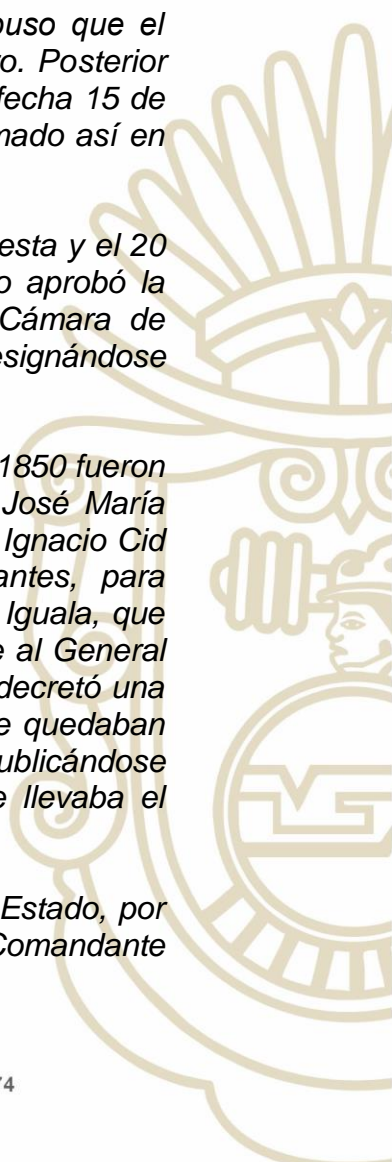 puso que el
ro. Posterior
fecha 15 de
mado así en
esta y el 20
o aprobó la
Cámara de
esignándose
1850 fueron
José María
Ignacio Cid
antes, para
Iguala, que
e al General
decretó una
e quedaban
ublicándose
e llevaba el
Estado, por
Comandante
74